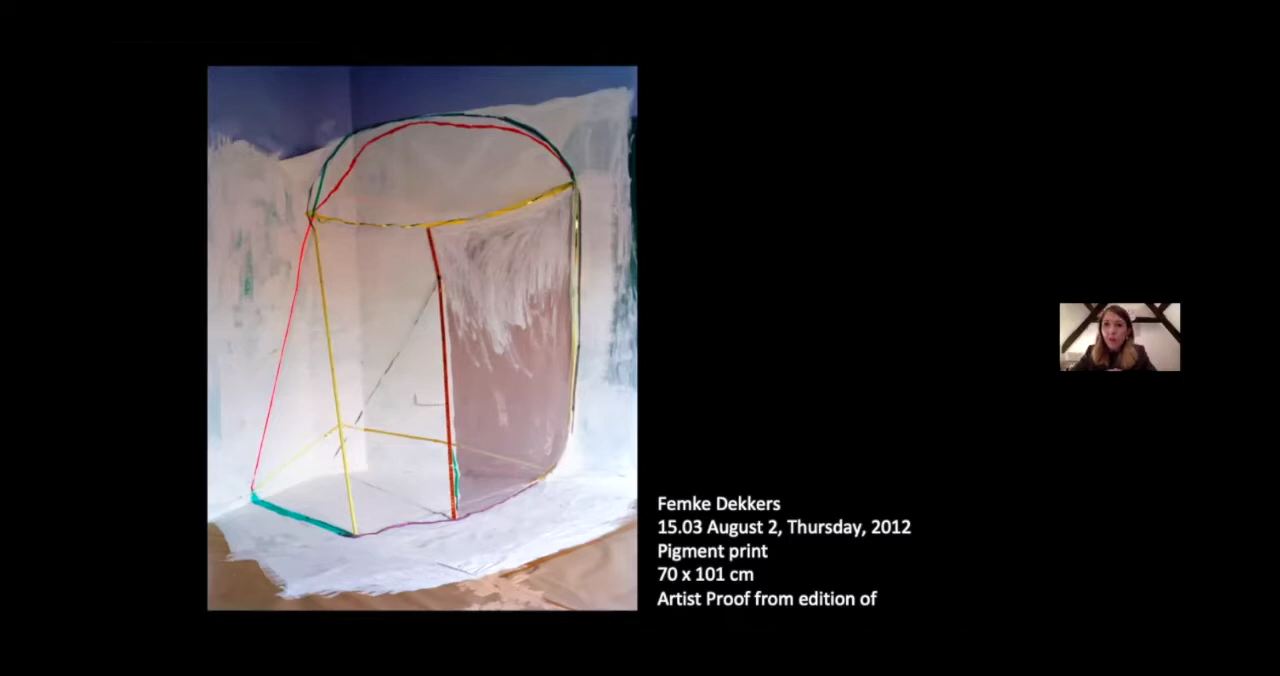 Femke Dekkers
15.03 August 2, Thursday, 2012
Pigment print
70 x 101 cm
Artist Proof from edition of